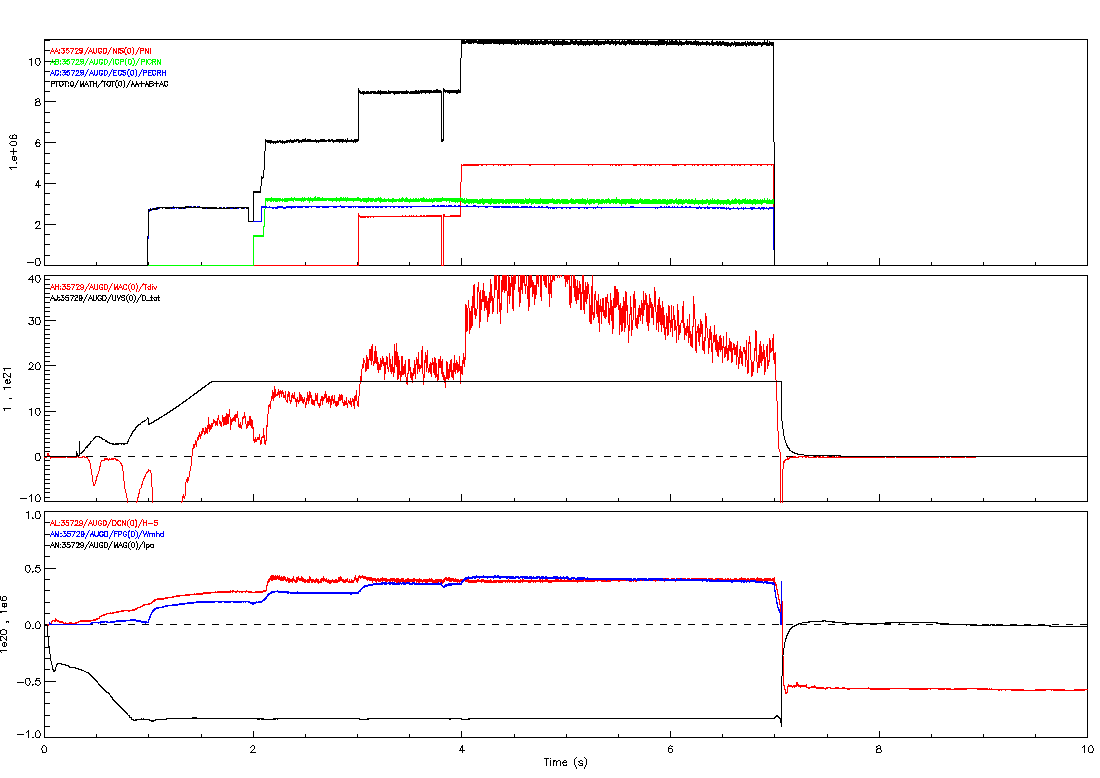 AA:35729/AUGD/NIS(0)/PNI
AB:35729/AUGD/ICP(0)/PICRN
AC:35729/AUGD/ECS(0)/PECRH
PTOT:0/MATH/TOT(0)/AA+AB+AC
10
8
6
4
2
-0
1.e+06
AH:35729/AUGD/MAC(0)/Tdiv
AJ:35729/AUGD/UVS(0)/D_tot
40
30
20
10
0
-10
1 , 1e21
AL:35729/AUGD/DCN(0)/H-5
AM:35729/AUGD/FPG(0)/Wmhd
AN:35729/AUGD/MAG(0)/Ipa
1.0
0.5
0.0
-0.5
-1.0
1e20 , 1e6
0 2 4 6 8 10
Time (s)